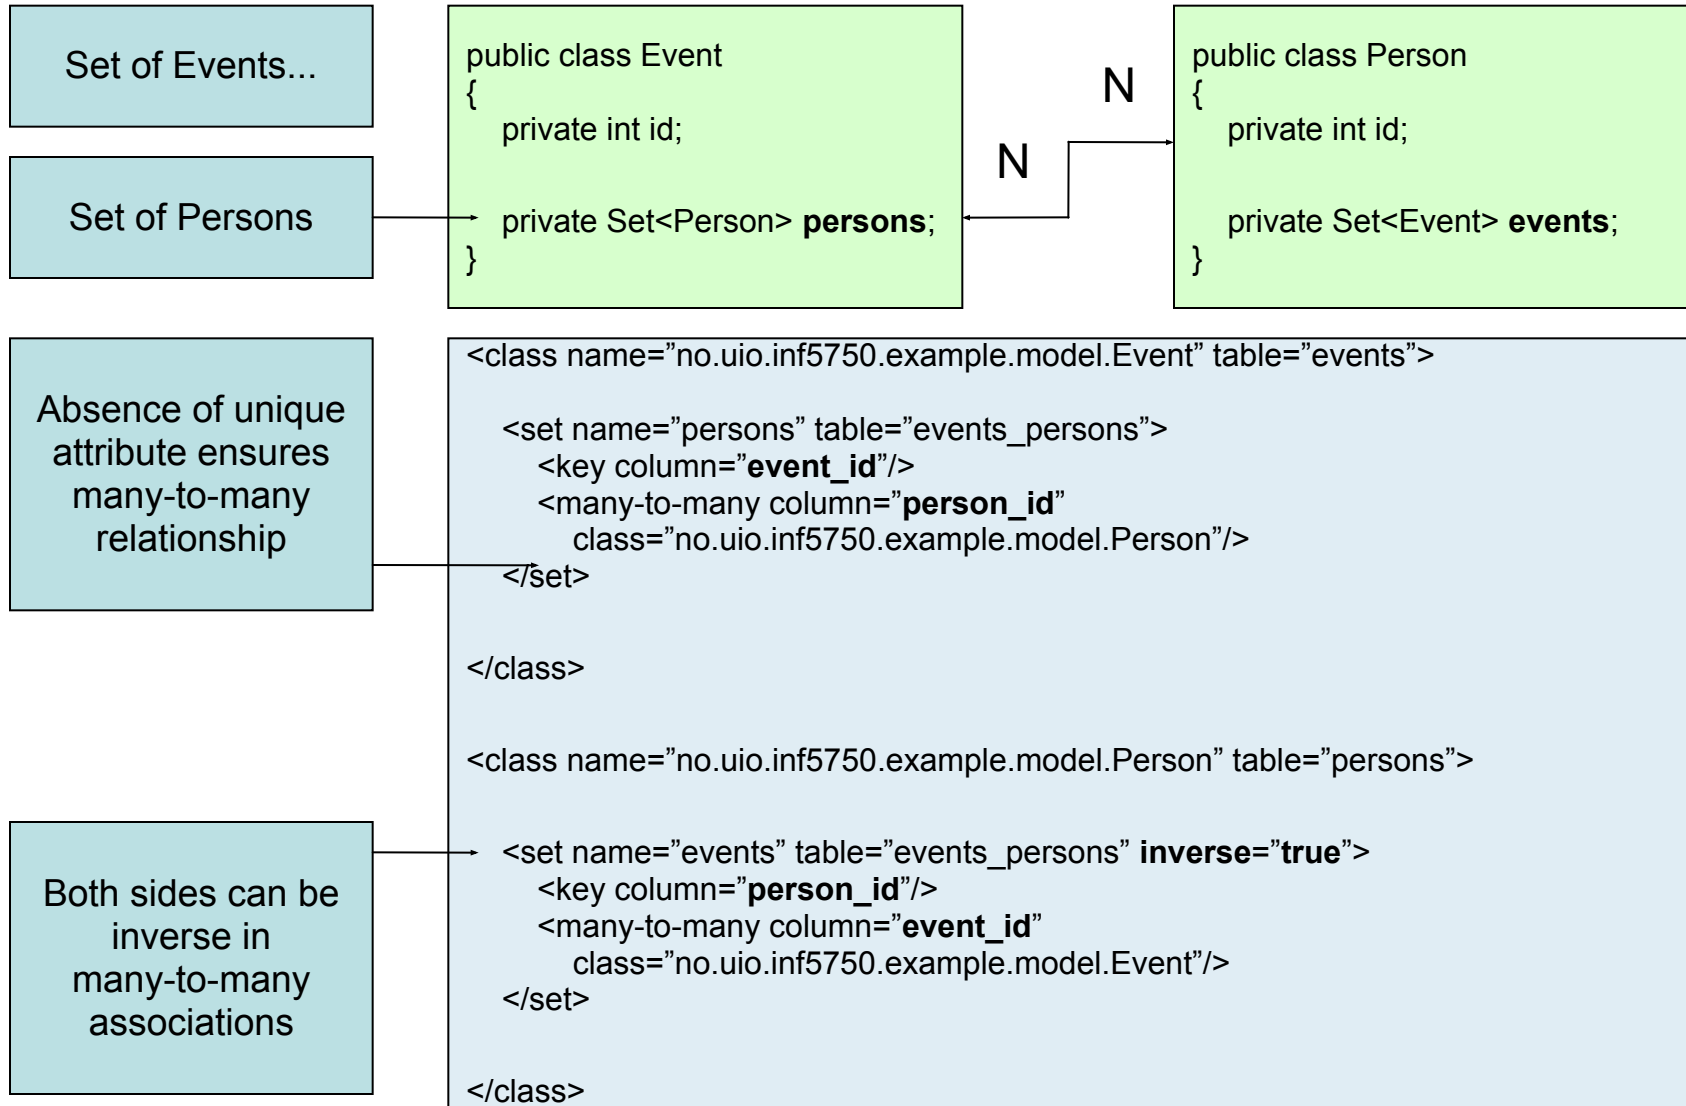 Set of Events...
Set of Persons
public class Event
{
private int id;
private Set<Person> persons;
}
N
N
public class Person
{
private int id;
private Set<Event> events;
}
Absence of unique
attribute ensures
many-to-many
relationship
<class name=”no.uio.inf5750.example.model.Event” table=”events”>
<set name=”persons” table=”events_persons”>
<key column=”event_id”/>
<many-to-many column=”person_id”
class=”no.uio.inf5750.example.model.Person”/>
</set>
</class>
<class name=”no.uio.inf5750.example.model.Person” table=”persons”>
<set name=”events” table=”events_persons” inverse=”true”>
<key column=”person_id”/>
<many-to-many column=”event_id”
class=”no.uio.inf5750.example.model.Event”/>
</set>
</class>
Both sides can be
inverse in
many-to-many
associations